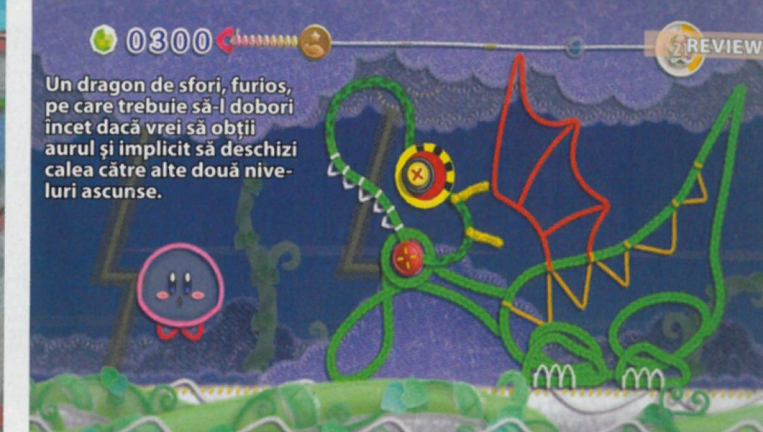 0300
REVIEW
Un dragon de sfori, furios,
pe care trebuie să-l dobori
încet dacă vrei să obții
aurul și implicit să deschizi
calea către alte două nive-
luri ascunse.